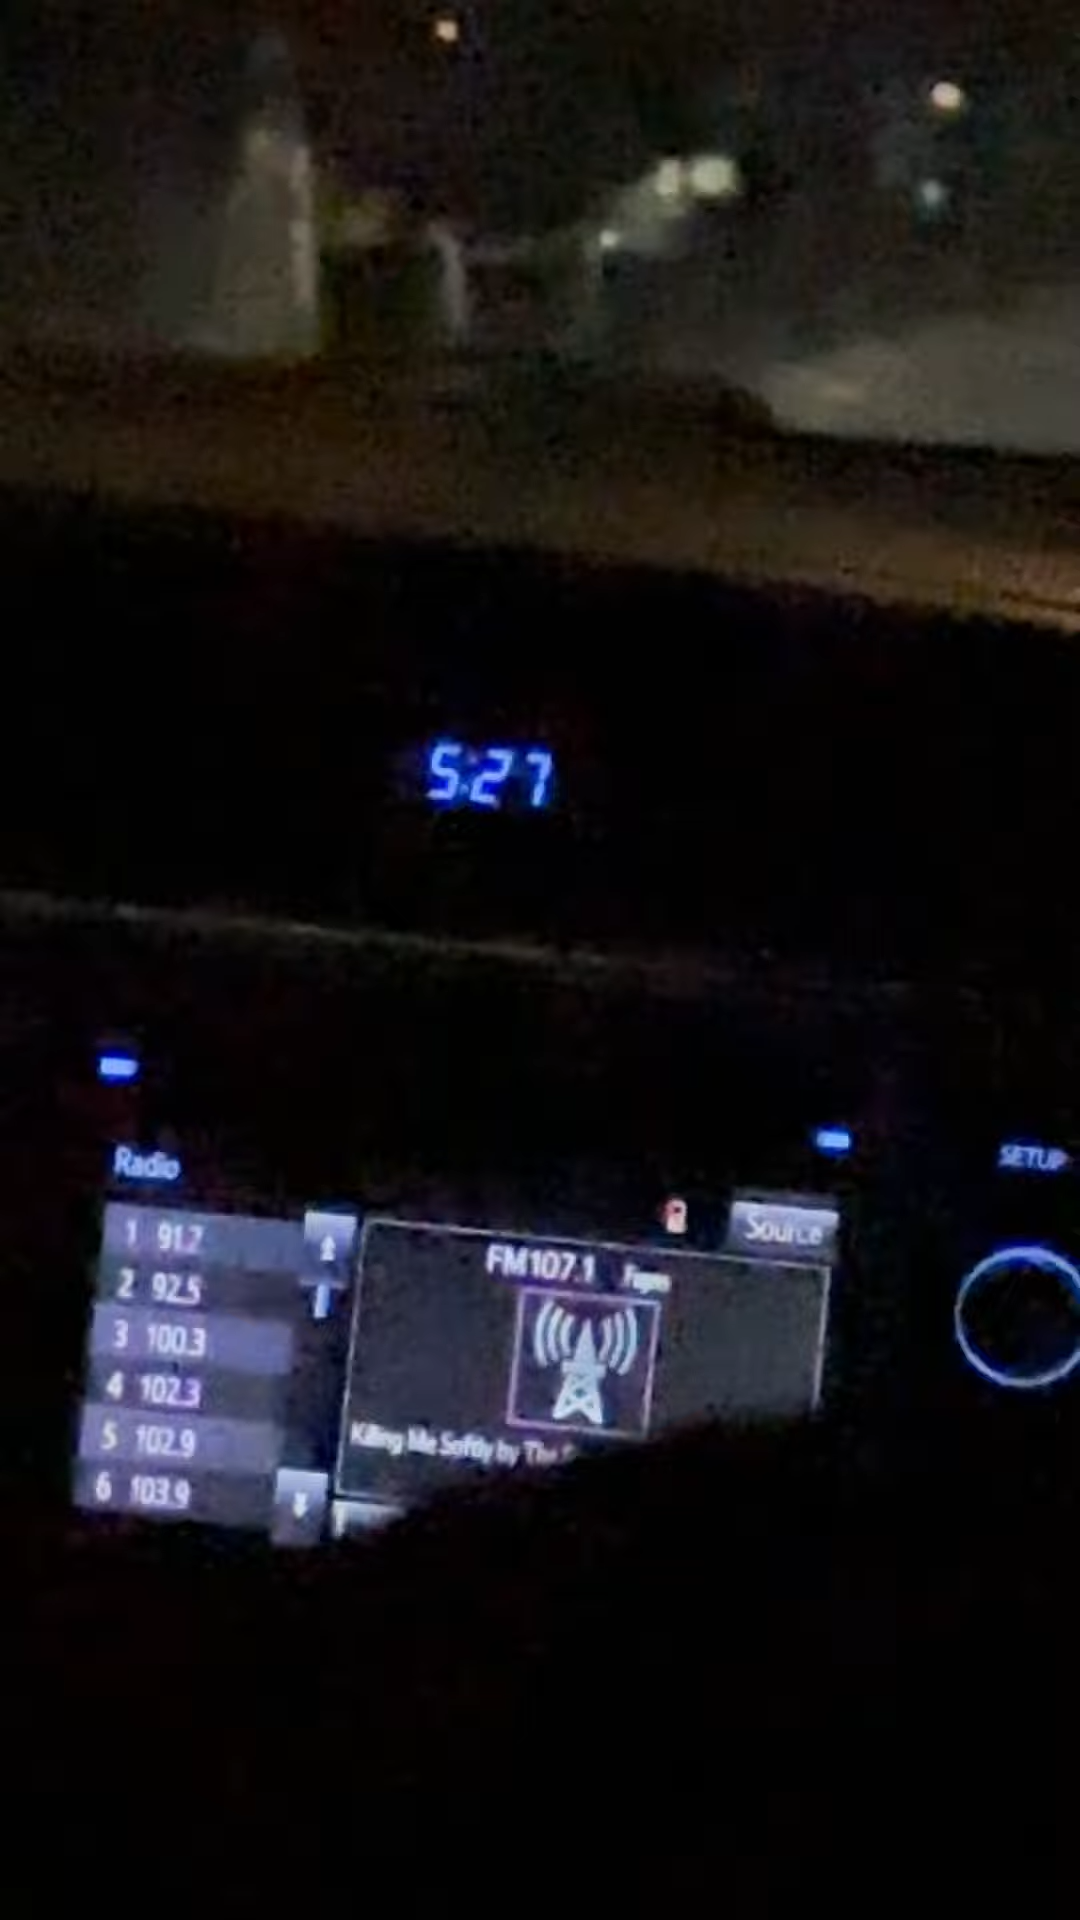 5:27
SETUP
Radio
Source
1 91.7
2 92.5
3 100.3
4 102.3
5 102.9
6 103.9
FM107.1
Killing Me Softly by The